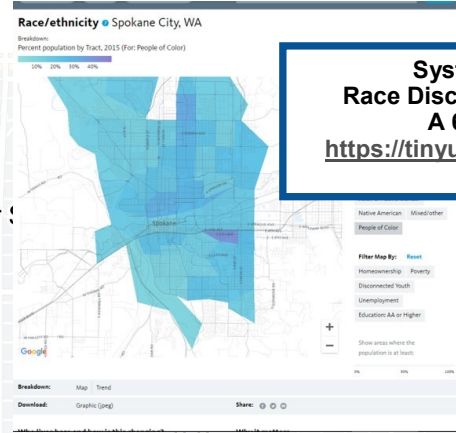 Race/ethnicity Spokane City, WA
Breakdown:
Percent population by Tract, 2015 (For: People of Color)
10% 20% 30% 40%
Syst
Race Disc
A
https://tinyu
Spokane
Native American Mixed/other
People of Color
Filter Map By: Reset
Homeownership Poverty
Disconnected Youth
Unemployment
Education: AA or Higher
Show areas where the
population is at least:
0% 50% 100%
+
−
Google
Breakdown: Map Trend
Download: Graphic (jpeg) Share: